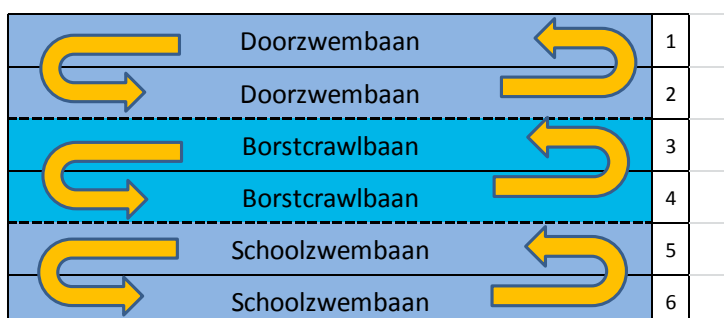 Doorzwembaan 1
Doorzwembaan 2
Borstcrawlbaan 3
Borstcrawlbaan 4
Schoolzwembaan 5
Schoolzwembaan 6